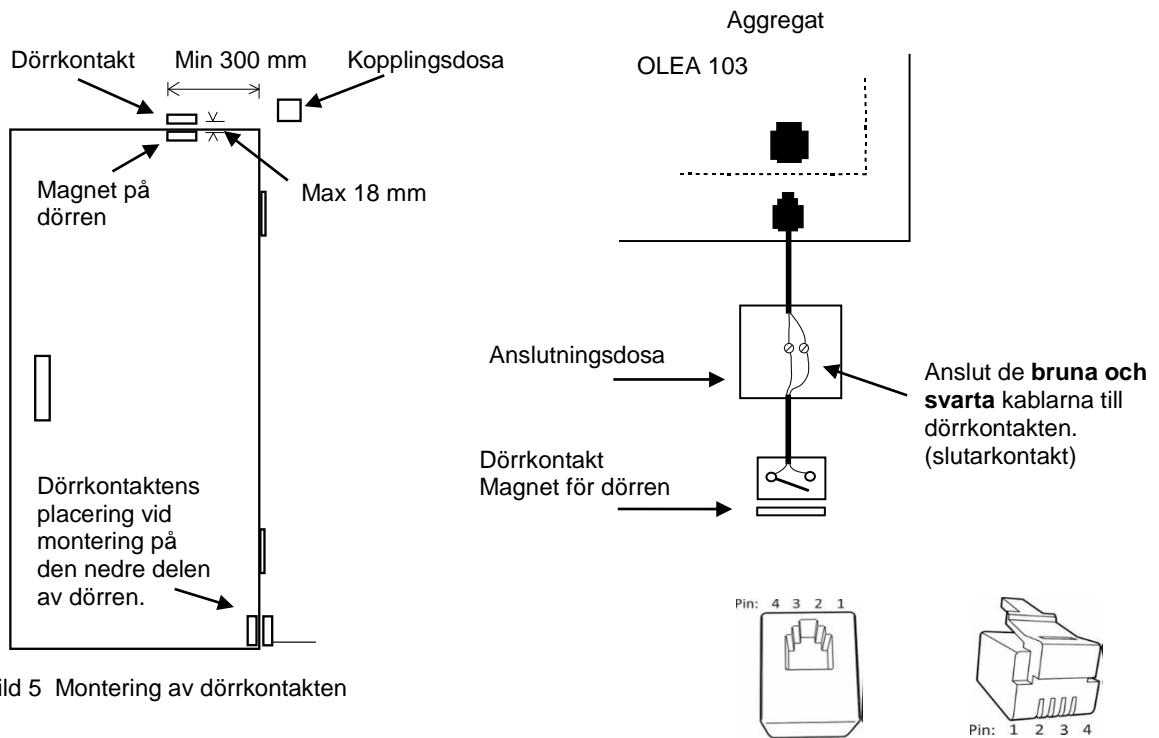 Aggregat
Dörrkontakt
Min 300 mm
Kopplingsdosa
OLEA 103
Magnet på
dörren
Max 18 mm
Anslutningsdosa
Anslut de bruna och
svarta kablarna till
dörrkontakten.
(slutarkontakt)
Dörrkontakt
Magnet för dörren
Dörrkontaktens
placering vid
montering på
den nedre delen
av dörren.
Pin: 4 3 2 1
Pin: 1 2 3 4
ild 5 Montering av dörrkontakten